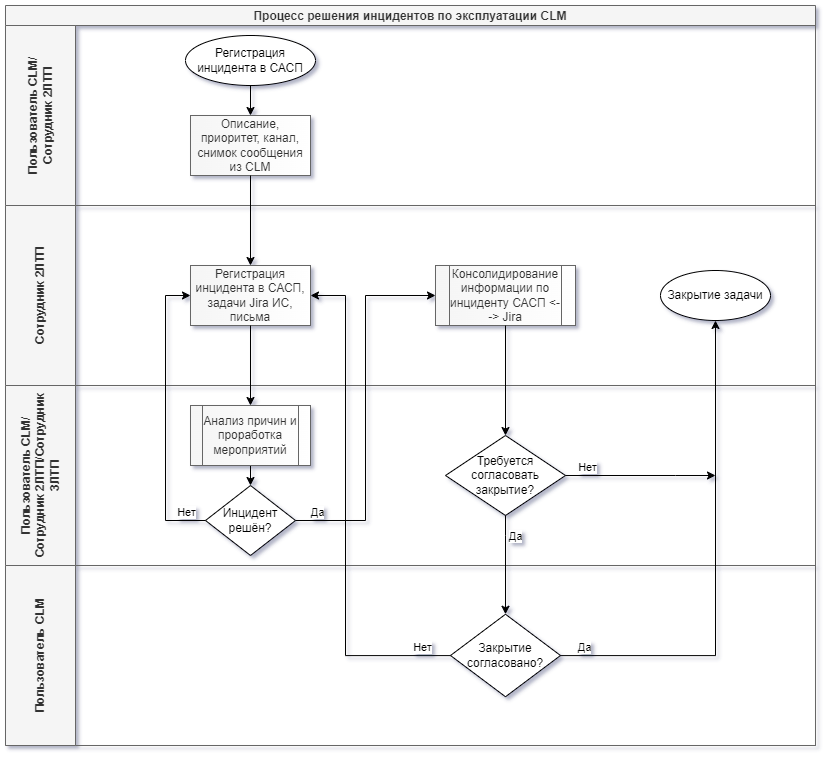 Процесс решения инцидентов по эксплуатации CLM
Пользователь CLM/
Сотрудник 2ЛТП
Регистрация
инцидента в САСП
Описание,
приоритет, канал,
снимок сообщения
из CLM
Сотрудник 2ЛТП
Регистрация
инцидента в САСП,
задачи Jira ИС,
письма
Консолидирование
информации по
инциденту САСП <-
-> Jira
Закрытие задачи
Пользователь CLM/
Сотрудник 2ЛТП/Сотрудник
3ЛТП
Анализ причин и
проработка
мероприятий
Инцидент
решён?
Нет
Да
Требуется
согласовать
закрытие?
Нет
Да
Пользователь CLM
Закрытие
согласовано?
Нет
Да